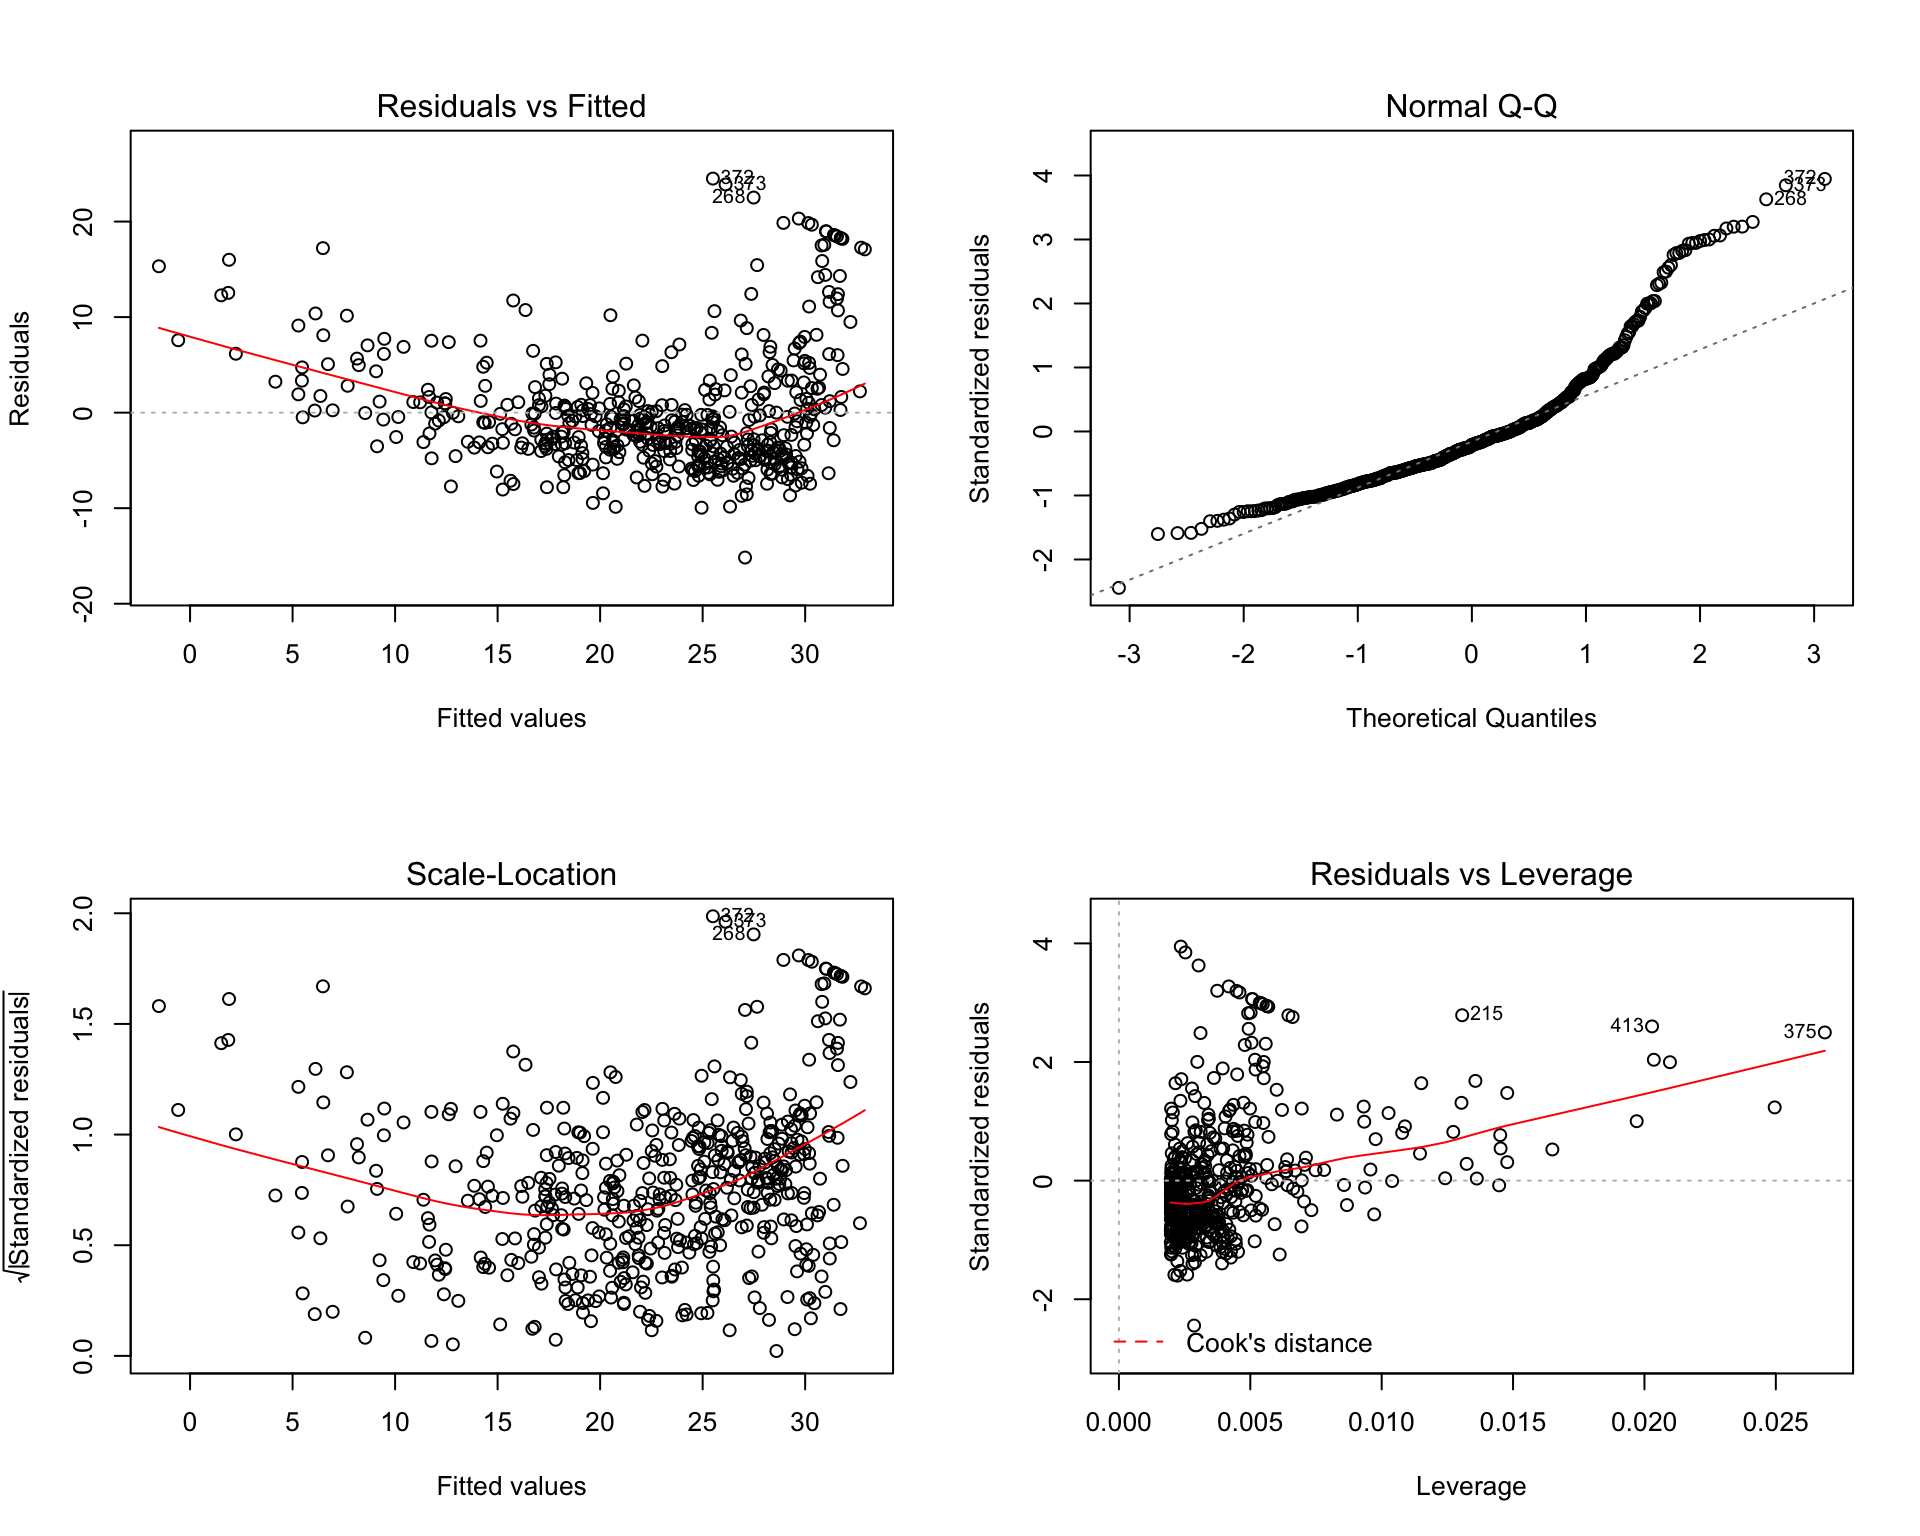 Residuals vs Fitted
Residuals
20
10
0
-10
-20
372
373
268
0 5 10 15 20 25 30
Fitted values
Normal Q-Q
Standardized residuals
4
3
2
1
0
-1
-2
372
373
268
-3 -2 -1 0 1 2 3
Theoretical Quantiles
Scale-Location
√|Standardized residuals|
2.0
1.5
1.0
0.5
0.0
372
373
268
0 5 10 15 20 25 30
Fitted values
Residuals vs Leverage
Standardized residuals
4
2
0
-2
215
413
375
Cook's distance
0.000 0.005 0.010 0.015 0.020 0.025
Leverage